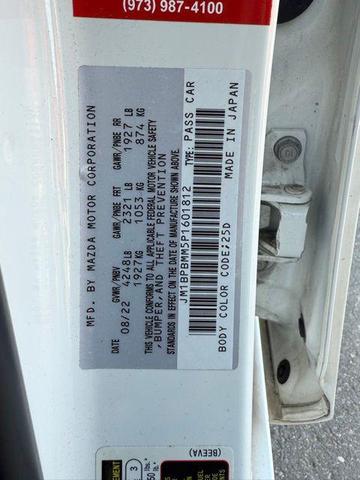 (973) 987-4100
MFD. BY MAZDA MOTOR CORPORATION
GVWR/PNBV GAWR/PNBE FRT GAWR/PNBE RR
08/22 4248LB 2321 LB 1927 LB
1927KG 1053 KG 874 KG
THIS VEHICLE CONFORMS TO ALL APPLICABLE FEDERAL MOTOR VEHICLE SAFETY
,BUMPER,AND THEFT PREVENTION
STANDARDS IN EFFECT ON THE DATE OF MANUFACTURE SHOWN ABOVE.
JM1BPBMM5P1601812 TYPE: PASS CAR
BODY COLOR CODE:25D MADE IN JAPAN
(BEEVA)
3